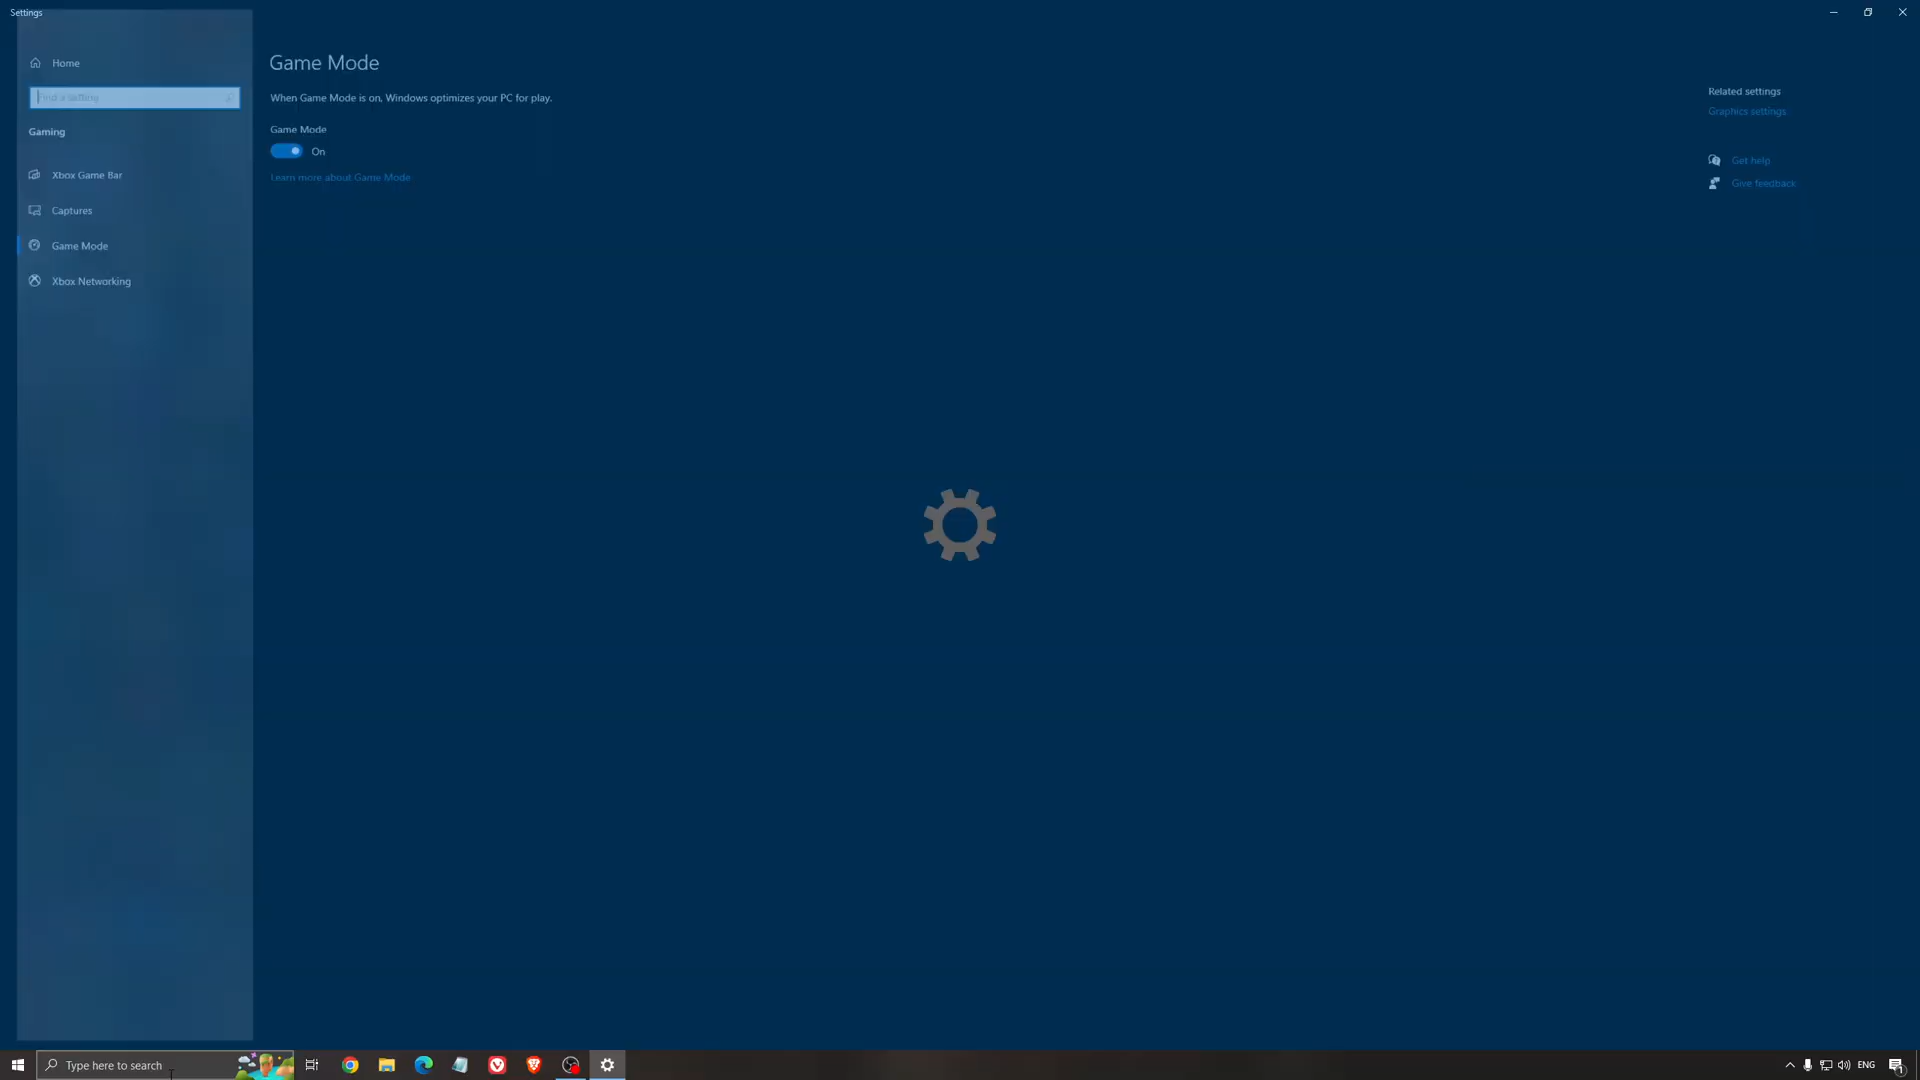 Settings
Home
Find a setting
Gaming
Xbox Game Bar
Captures
Game Mode
Xbox Networking
Game Mode
When Game Mode is on, Windows optimizes your PC for play.
Game Mode
On
Learn more about Game Mode
Related settings
Graphics settings
Get help
Give feedback
Type here to search
ENG
1